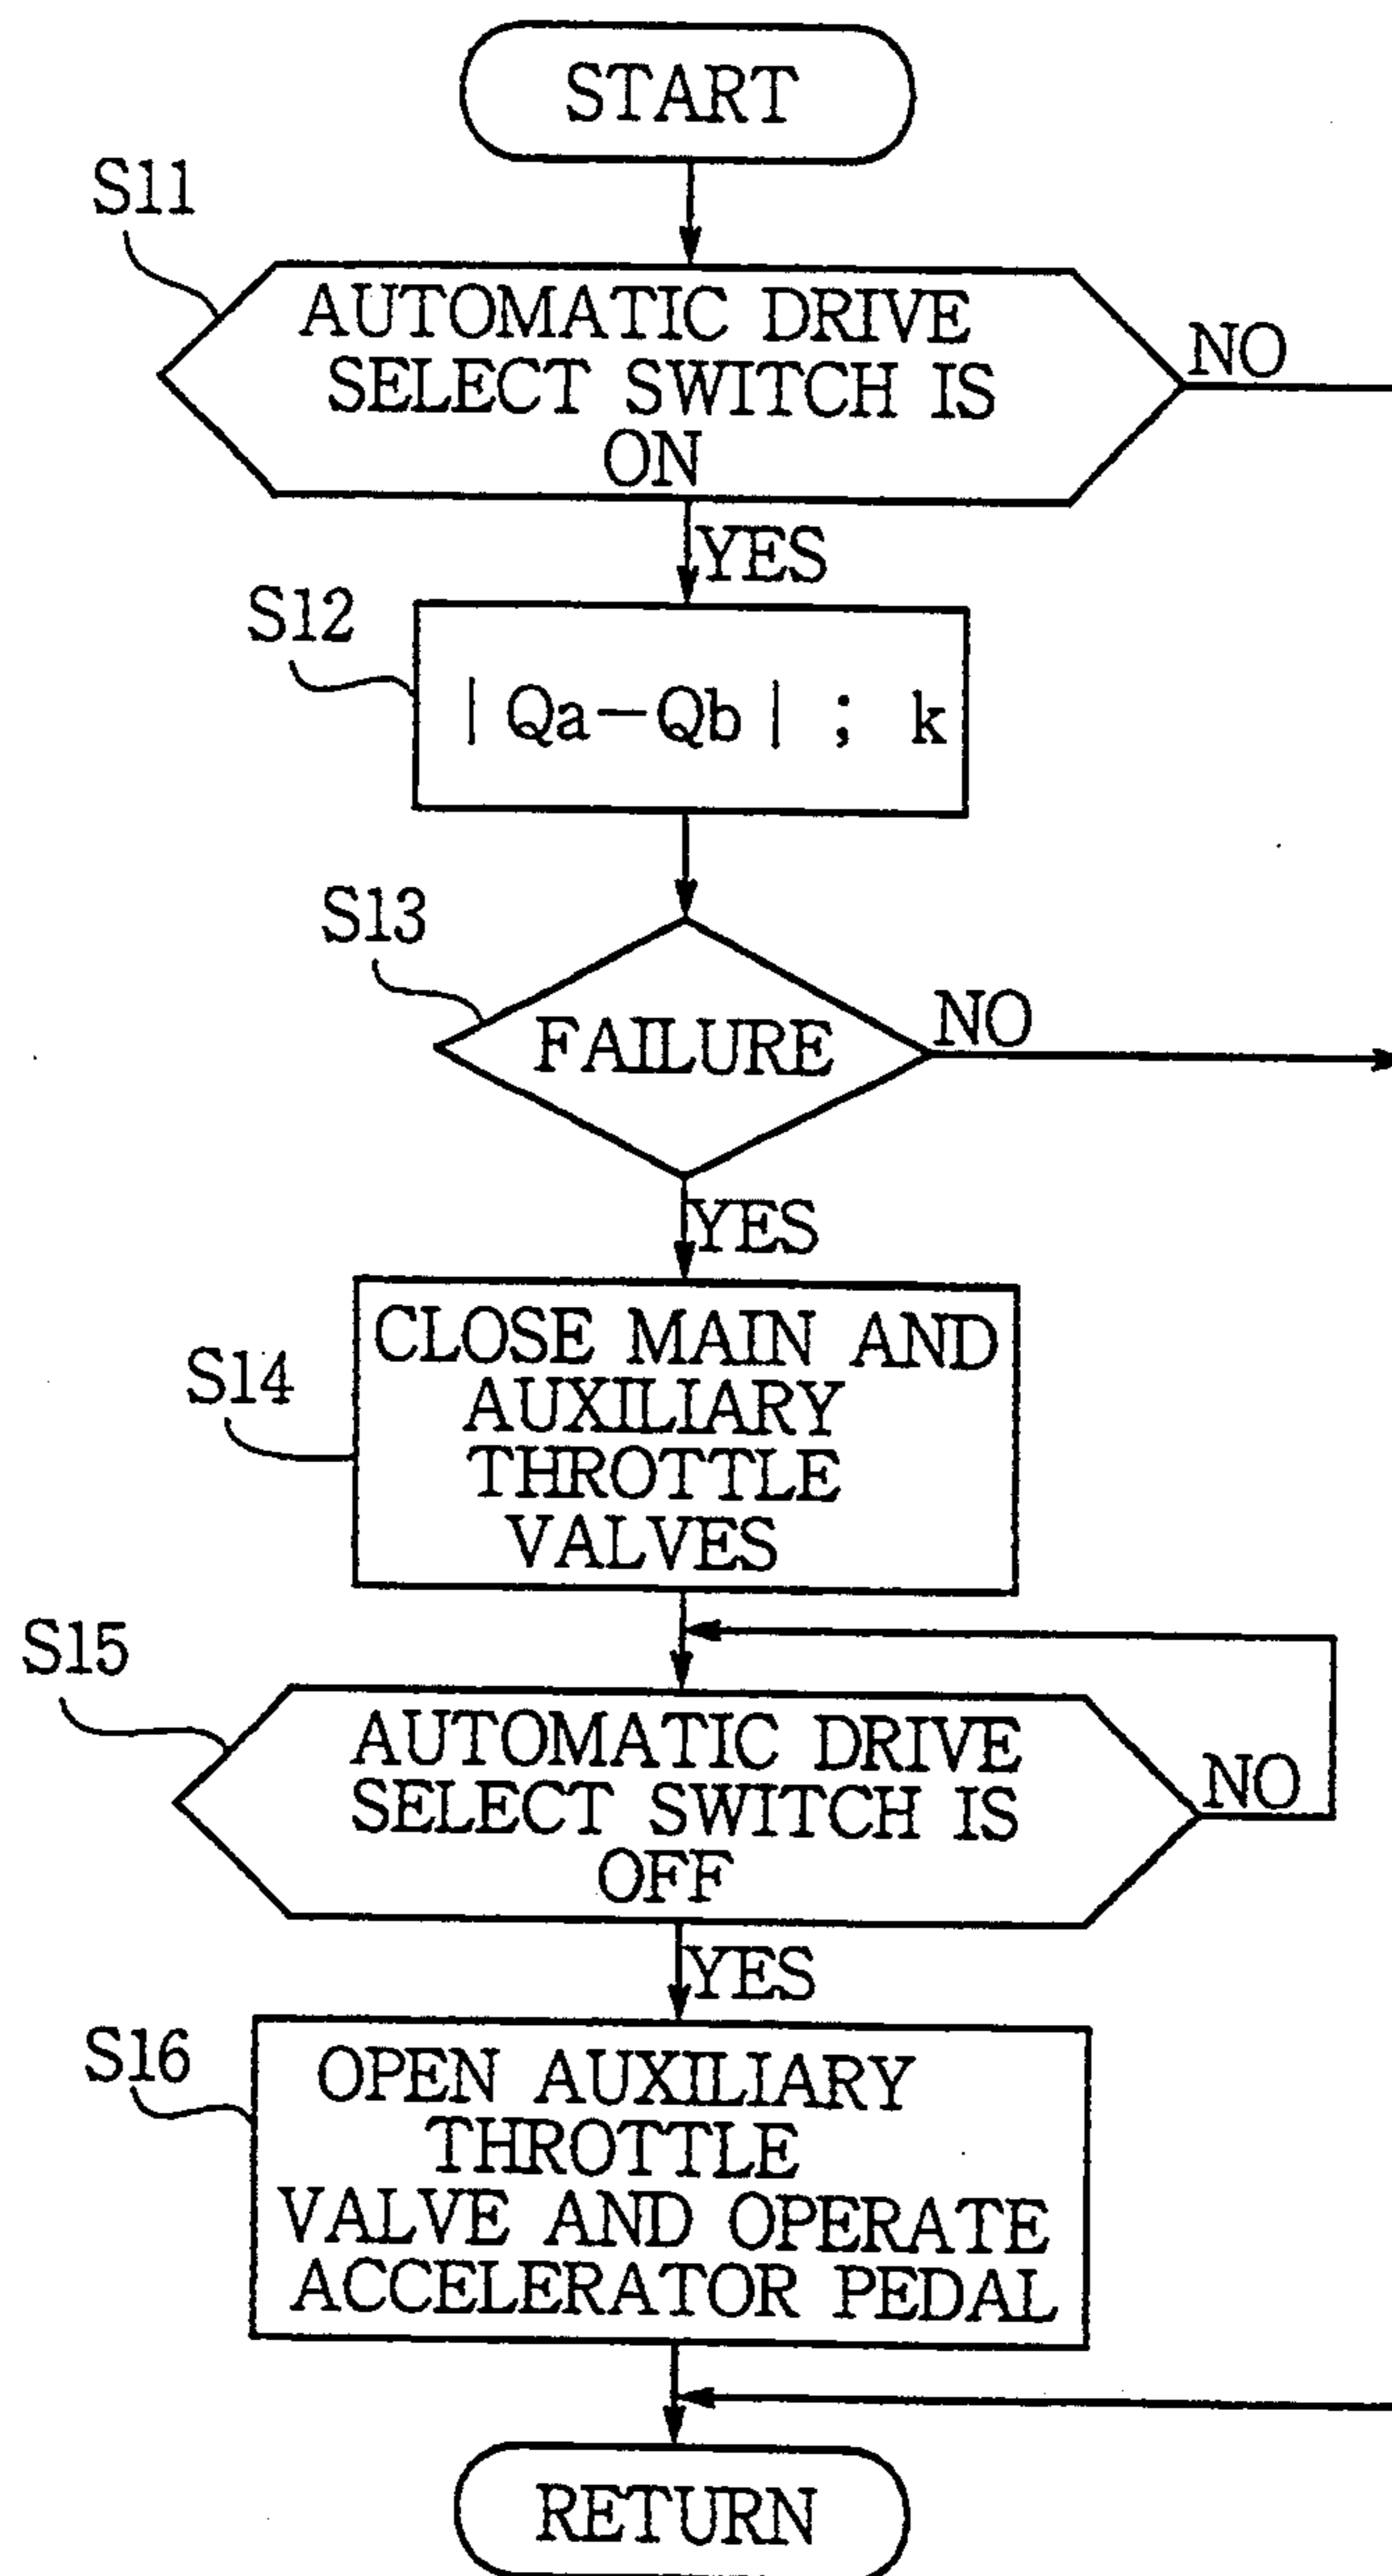 START
S11
AUTOMATIC DRIVE
SELECT SWITCH IS
ON
NO
YES
S12
| Qa-Qb | ; k
S13
FAILURE
NO
YES
S14
CLOSE MAIN AND
AUXILIARY
THROTTLE
VALVES
S15
AUTOMATIC DRIVE
SELECT SWITCH IS
OFF
NO
YES
S16
OPEN AUXILIARY
THROTTLE
VALVE AND OPERATE
ACCELERATOR PEDAL
RETURN